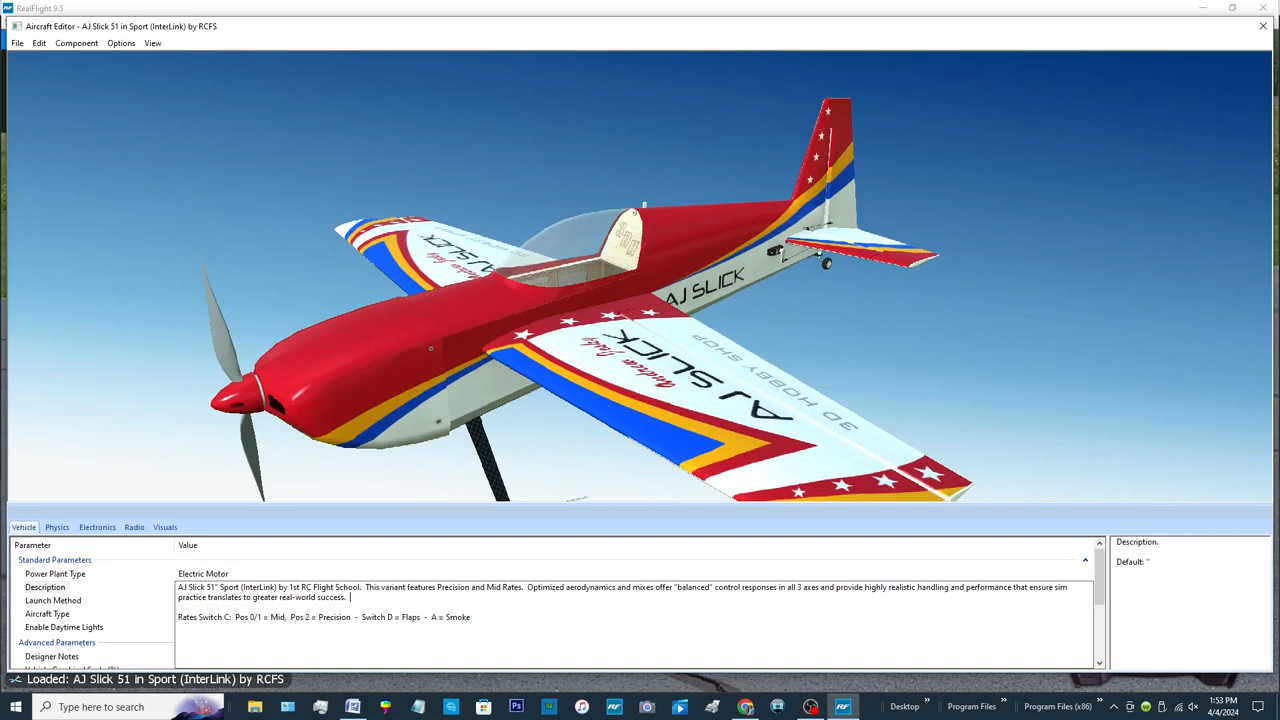 RealFlight 9.5
Aircraft Editor - AJ Slick 51 in Sport (InterLink) by RCFS
File Edit Component Options View
AJ SLICK
AJ SLICK
AJ SLICK
3D HOBBY SHOP
Vehicle Physics Electronics Radio Visuals
Parameter Value
Description.
Standard Parameters
Default: ''
Power Plant Type Electric Motor
Description AJ Slick 51" Sport (InterLink) by 1st RC Flight School. This variant features Precision and Mid Rates. Optimized aerodynamics and mixes offer "balanced" control responses in all 3 axes and provide highly realistic handling and performance that ensure sim
practice translates to greater real-world success.
Launch Method
Aircraft Type
Rates Switch C: Pos 0/1 = Mid, Pos 2 = Precision - Switch D = Flaps - A = Smoke
Enable Daytime Lights
Advanced Parameters
Designer Notes
Loaded: AJ Slick 51 in Sport (InterLink) by RCFS
Type here to search
Desktop
Program Files
Program Files (x86)
1:53 PM
4/4/2024